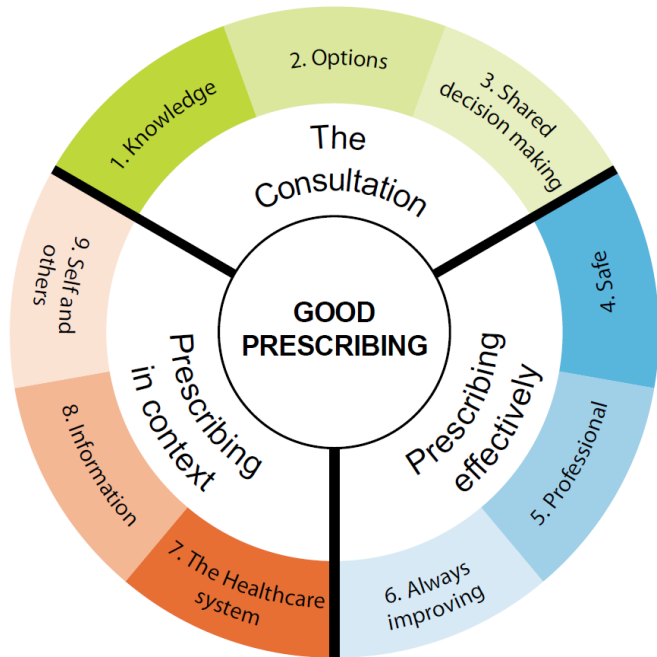 GOOD
PRESCRIBING
The
Consultation
1. Knowledge
2. Options
3. Shared
decision making
Prescribing
effectively
4. Safe
5. Professional
6. Always
improving
Prescribing
in context
7. The Healthcare
system
8. Information
9. Self and
others